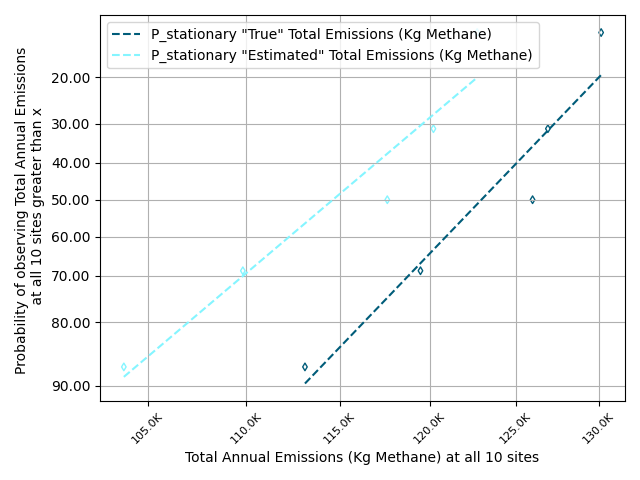 P_stationary "True" Total Emissions (Kg Methane)
P_stationary "Estimated" Total Emissions (Kg Methane)
Probability of observing Total Annual Emissions
at all 10 sites greater than x
20.00
30.00
40.00
50.00
60.00
70.00
80.00
90.00
105.0K
110.0K
115.0K
120.0K
125.0K
130.0K
Total Annual Emissions (Kg Methane) at all 10 sites